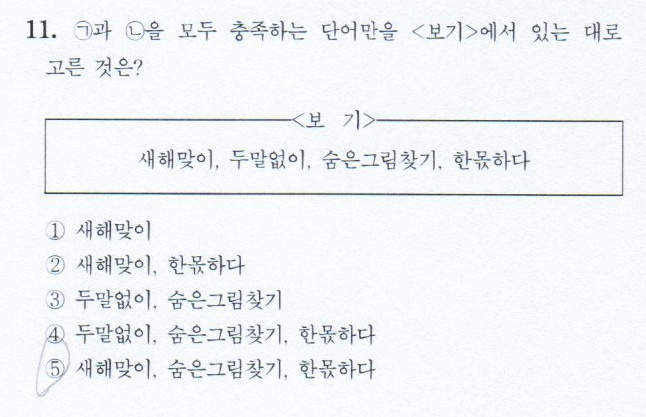 11. ㉠과 ㉡을 모두 충족하는 단어만을 <보기>에서 있는 대로
고른 것은?
<보 기>
새해맞이, 두말없이, 숨은그림찾기, 한몫하다
① 새해맞이
② 새해맞이, 한몫하다
③ 두말없이, 숨은그림찾기
④ 두말없이, 숨은그림찾기, 한몫하다
⑤ 새해맞이, 숨은그림찾기, 한몫하다